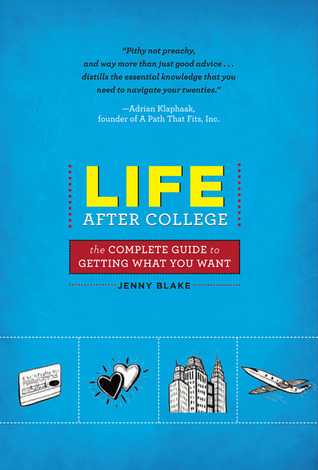 “Pithy not preachy,
and way more than just good advice . . .
distills the essential knowledge that you
need to navigate your twenties.”
—Adrian Klaphaak,
founder of A Path That Fits, Inc.
LIFE
AFTER COLLEGE
the COMPLETE GUIDE to
GETTING WHAT YOU WANT
JENNY BLAKE